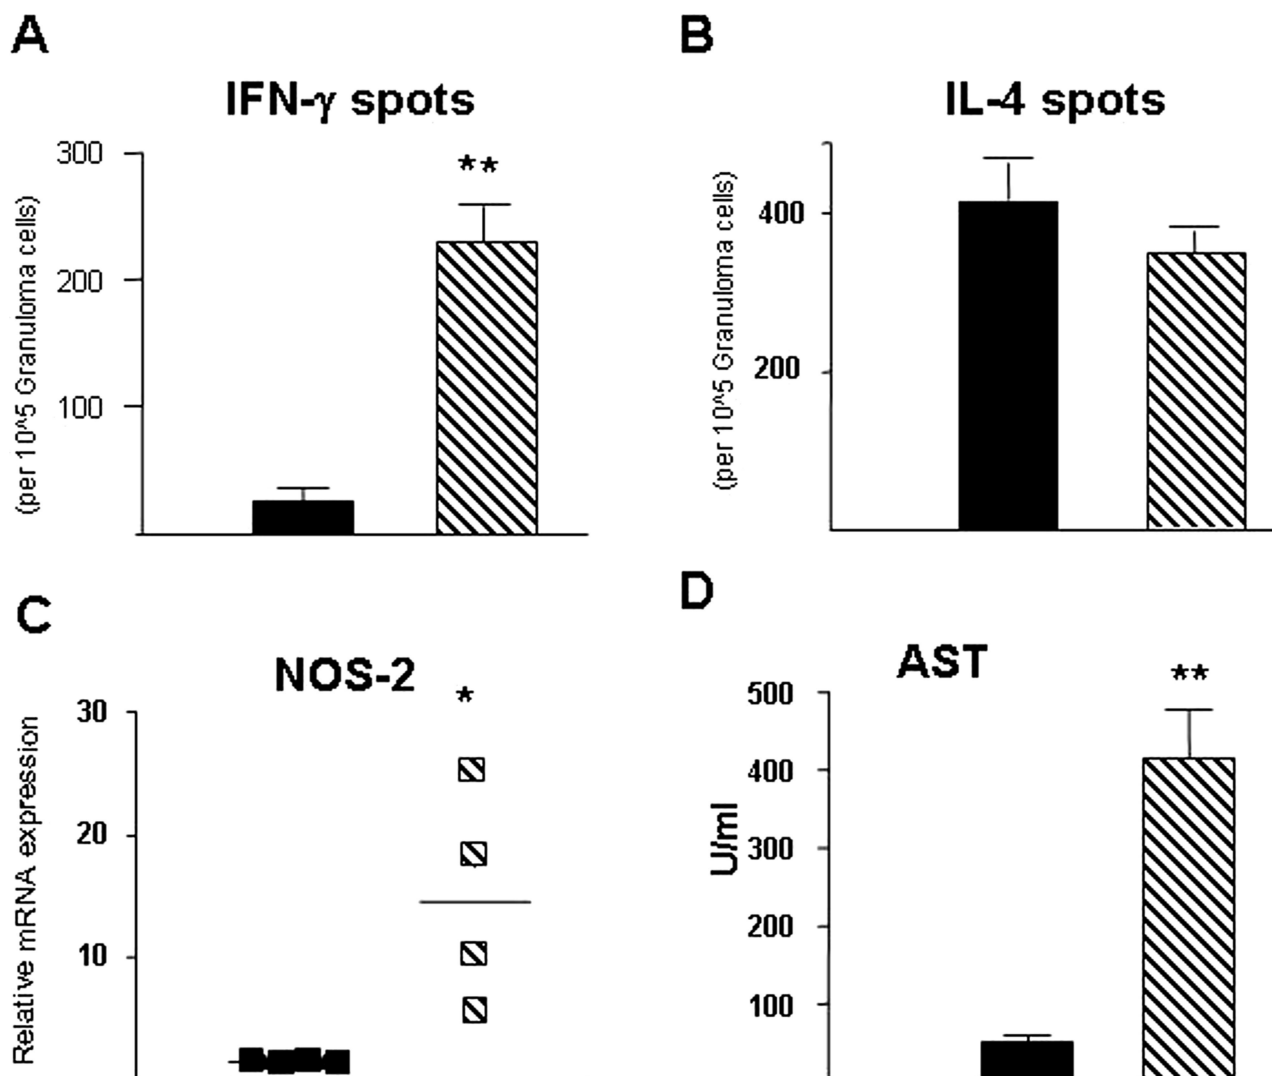 A
IFN-γ spots
**
(per 10^5 Granuloma cells)
300
200
100
B
IL-4 spots
(per 10^5 Granuloma cells)
400
200
C
NOS-2
*
Relative mRNA expression
30
20
10
D
AST
**
U/ml
500
400
300
200
100